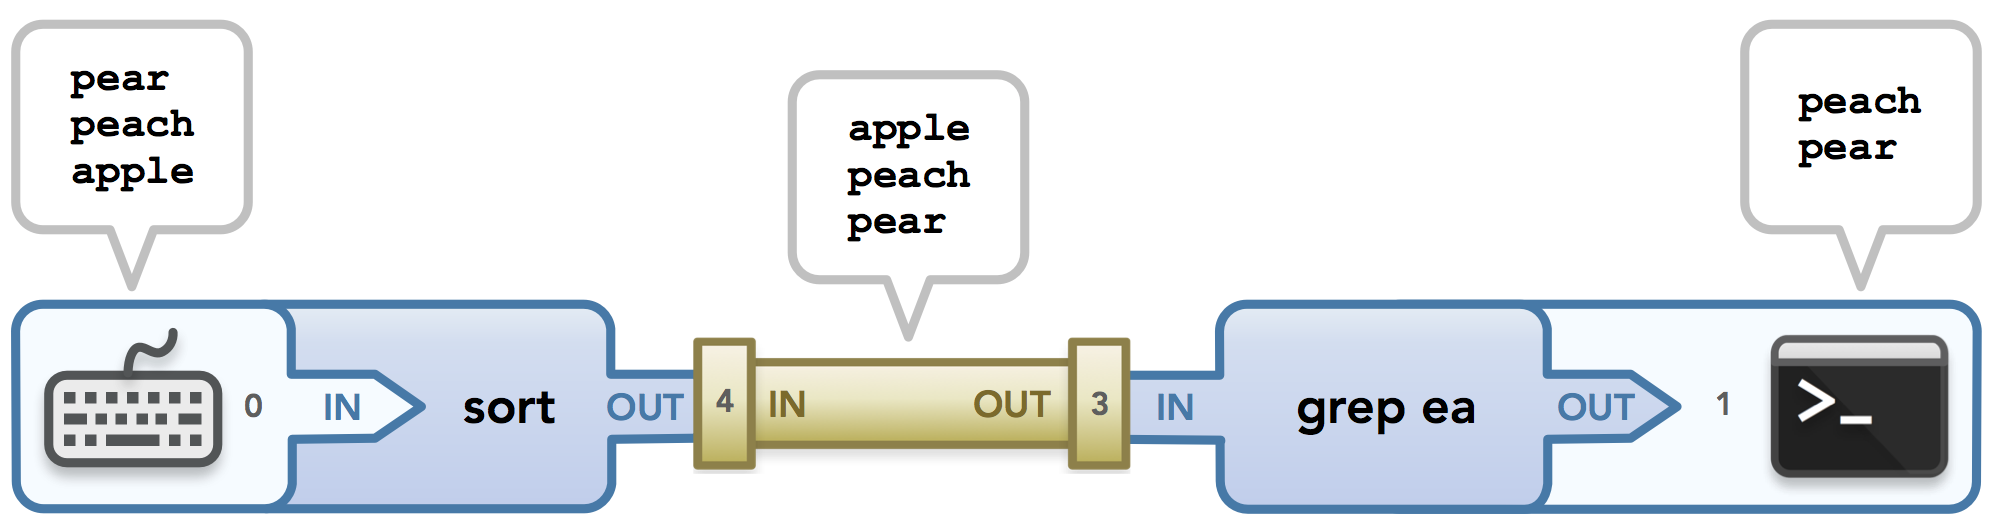 pear
peach
apple
apple
peach
pear
peach
pear
0 IN sort OUT 4 IN OUT 3 IN grep ea OUT 1 >_